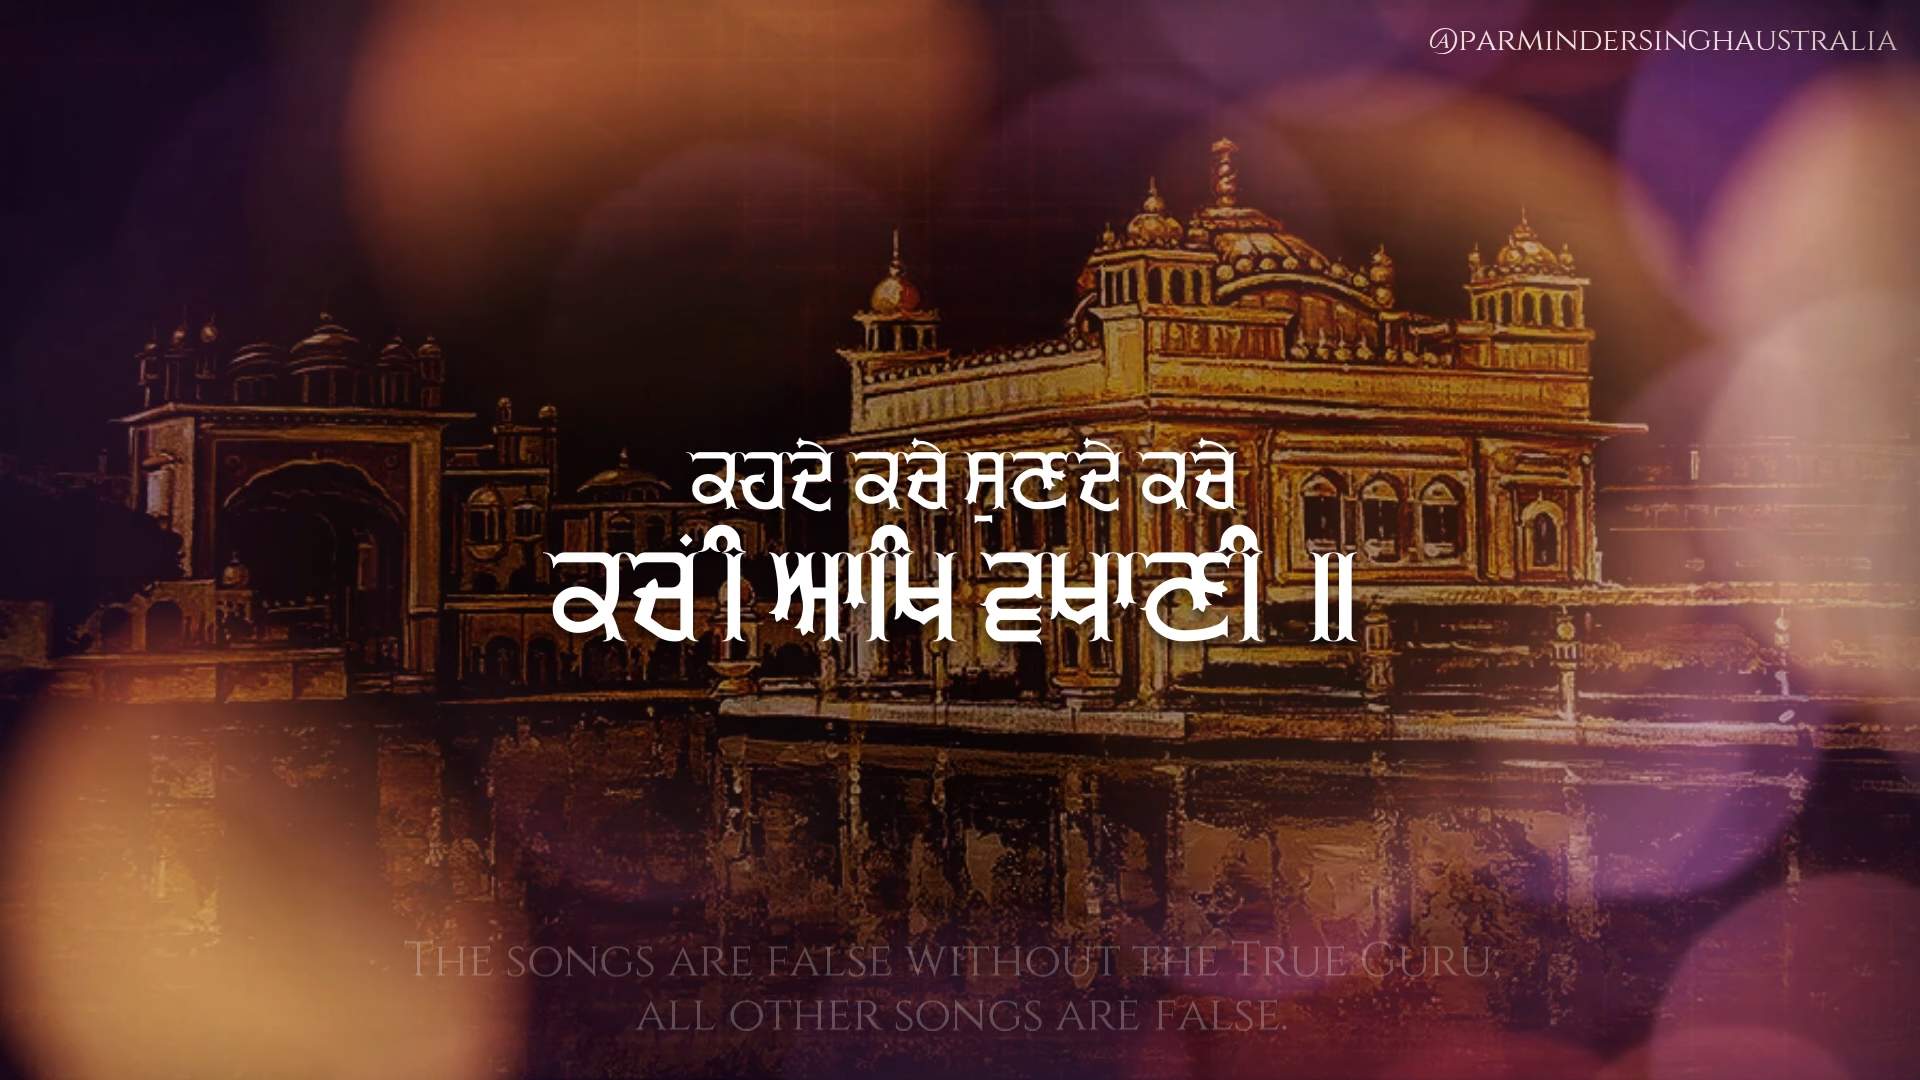 @parmindersinghaustralia
ਕਹਦੇ ਕਚੇ ਸੁਣਦੇ ਕਚੇ
ਕਚੀਂ ਆਖਿ ਵਖਾਣੀ ॥
The songs are false without the True Guru;
all other songs are false.